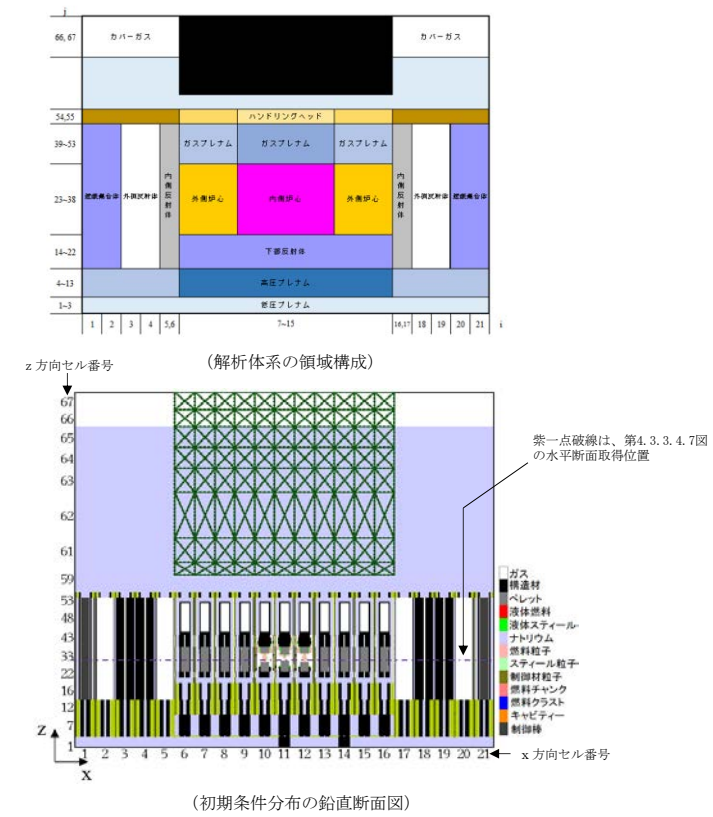 j
66, 67
カバーガス
カバーガス
54,55
ハンドリングヘッド
39~53
ガスプレナム
ガスプレナム
ガスプレナム
23~38
遮蔽集合体
外側反射体
内側反射体
外側炉心
内側炉心
外側炉心
内側反射体
外側反射体
遮蔽集合体
14~22
下部反射体
4~13
高圧プレナム
1~3
低圧プレナム
1 2 3 4 5,6 7~15 16,17 18 19 20 21 i
(解析体系の領域構成)
z 方向セル番号
67
66
65
64
63
62
61
59
53
48
43
33
22
16
12
7
1
Z
X
1 2 3 4 5 6 7 8 9 10 11 12 13 14 15 16 17 18 19 20 21
x 方向セル番号
紫一点破線は、第4.3.3.4.7図
の水平断面取得位置
ガス
構造材
ペレット
液体燃料
液体スティール
ナトリウム
燃料粒子
スティール粒子
制御材粒子
燃料チャンク
燃料クラスト
キャビティー
制御棒
(初期条件分布の鉛直断面図)